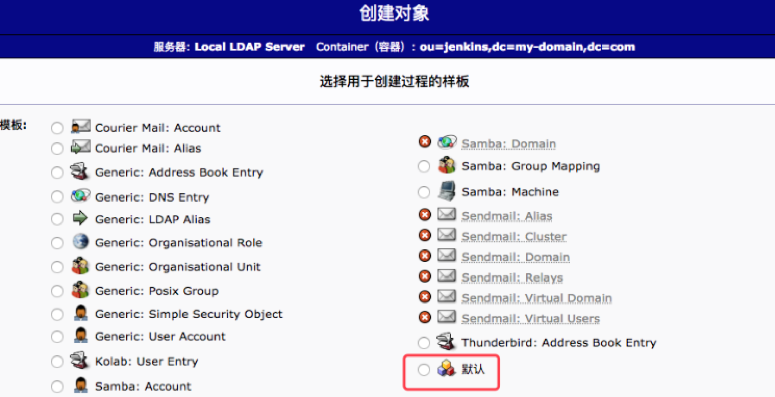 创建对象
服务器: Local LDAP Server Container（容器）: ou=jenkins,dc=my-domain,dc=com
选择用于创建过程的样板
模板:
Courier Mail: Account
Courier Mail: Alias
Generic: Address Book Entry
Generic: DNS Entry
Generic: LDAP Alias
Generic: Organisational Role
Generic: Organisational Unit
Generic: Posix Group
Generic: Simple Security Object
Generic: User Account
Kolab: User Entry
Samba: Account
Samba: Domain
Samba: Group Mapping
Samba: Machine
Sendmail: Alias
Sendmail: Cluster
Sendmail: Domain
Sendmail: Relays
Sendmail: Virtual Domain
Sendmail: Virtual Users
Thunderbird: Address Book Entry
默认